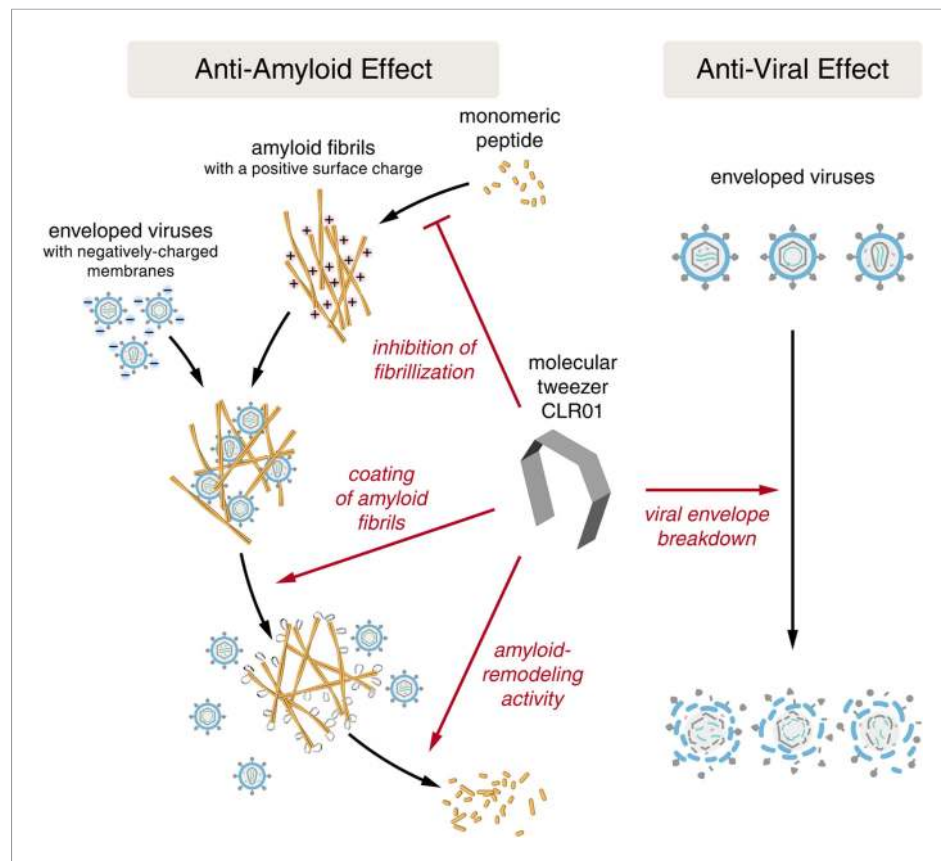 Anti-Amyloid Effect
Anti-Viral Effect
monomeric
peptide
amyloid fibrils
with a positive surface charge
enveloped viruses
with negatively-charged
membranes
enveloped viruses
inhibition of
fibrillization
molecular
tweezer
CLR01
coating
of amyloid
fibrils
viral envelope
breakdown
amyloid-
remodeling
activity